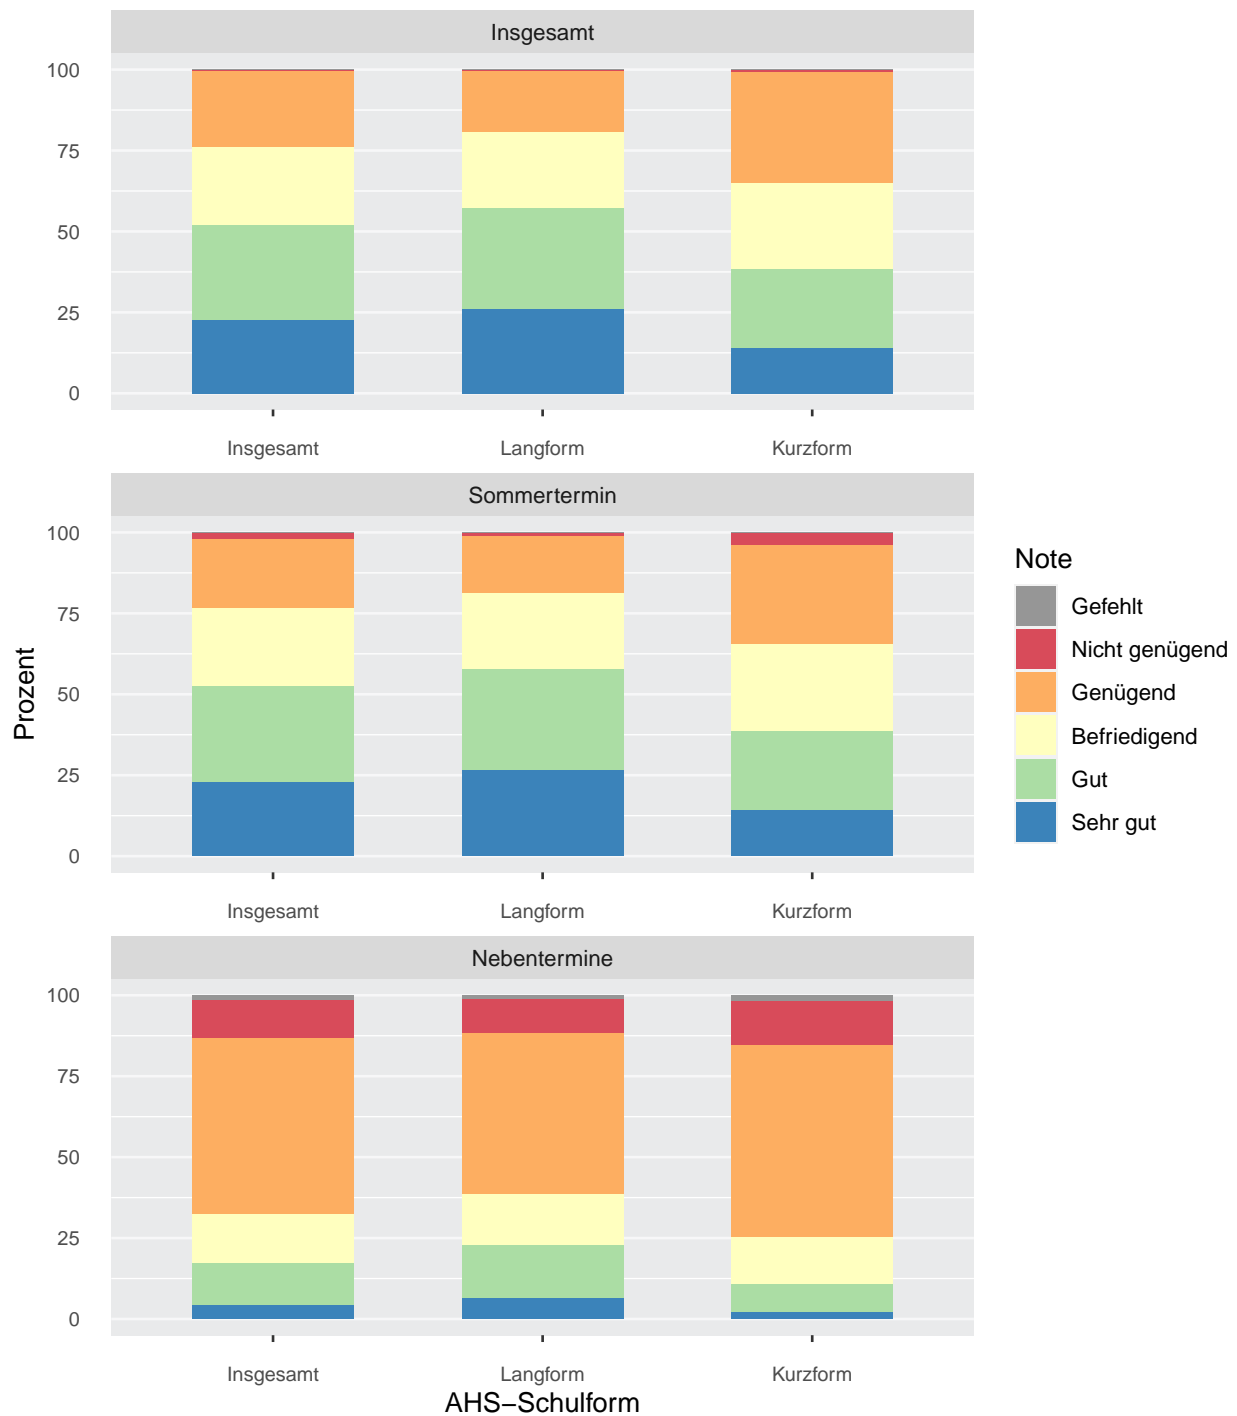 Insgesamt
100
75
50
25
0
Insgesamt Langform Kurzform
Sommertermin
100
75
50
25
0
Insgesamt Langform Kurzform
Nebentermine
100
75
50
25
0
Insgesamt Langform Kurzform
AHS−Schulform
Prozent
Note
Gefehlt
Nicht genügend
Genügend
Befriedigend
Gut
Sehr gut